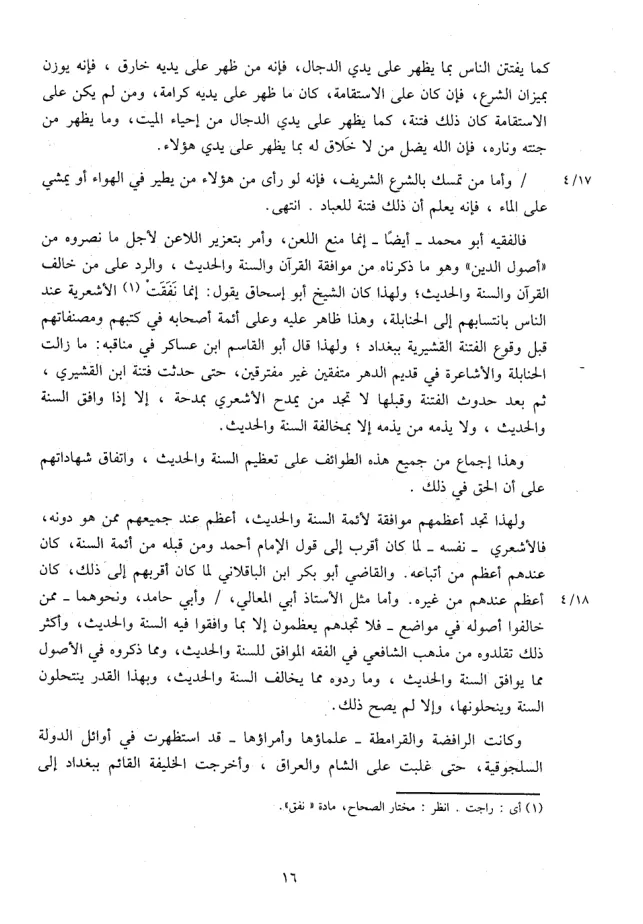 كما يفتتن الناس بما يظهر على يدي الدجال، فإنه من ظهر على يديه خارق ، فإنه يوزن
بميزان الشرع، فإن كان على الاستقامة، كان ما ظهر على يديه كرامة، ومن لم يكن على
الاستقامة كان ذلك فتنة، كما يظهر على يدي الدجال من إحياء الميت، وما يظهر من
جنته وناره، فإن الله يضل من لا خَلاق له بما يظهر على يدي هؤلاء.
٤/١٧ / وأما من تمسك بالشرع الشريف، فإنه لو رأى من هؤلاء من يطير في الهواء أو يمشي
على الماء ، فإنه يعلم أن ذلك فتنة للعباد . انتهى.
فالفقيه أبو محمد ـ أيضًا ـ إنما منع اللعن، وأمر بتعزير اللاعن لأجل ما نصروه من
«أصول الدين» وهو ما ذكرناه من موافقة القرآن والسنة والحديث ، والرد على من خالف
القرآن والسنة والحديث؛ ولهذا كان الشيخ أبو إسحاق يقول: إنما نَفَقَتْ (١) الأشعرية عند
الناس بانتسابهم إلى الحنابلة، وهذا ظاهر عليه وعلى أئمة أصحابه في كتبهم ومصنفاتهم
قبل وقوع الفتنة القشيرية ببغداد ؛ ولهذا قال أبو القاسم ابن عساكر في مناقبه: ما زالت
الحنابلة والأشاعرة في قديم الدهر متفقين غير مفترقين، حتى حدثت فتنة ابن القشيري ،
ثم بعد حدوث الفتنة وقبلها لا تجد من يمدح الأشعري بمدحة ، إلا إذا وافق السنة
والحديث ، ولا يذمه من يذمه إلا بمخالفة السنة والحديث.
وهذا إجماع من جميع هذه الطوائف على تعظيم السنة والحديث ، واتفاق شهاداتهم
على أن الحق في ذلك .
ولهذا تجد أعظمهم موافقة لأئمة السنة والحديث، أعظم عند جميعهم ممن هو دونه،
فالأشعري ـ نفسه ـ لما كان أقرب إلى قول الإمام أحمد ومن قبله من أئمة السنة، كان
عندهم أعظم من أتباعه. والقاضي أبو بكر ابن الباقلاني لما كان أقربهم إلى ذلك، كان
٤/١٨ أعظم عندهم من غيره. وأما مثل الأستاذ أبي المعالي، / وأبي حامد، ونحوهما ـ ممن
خالفوا أصوله في مواضع ـ فلا تجدهم يعظمون إلا بما وافقوا فيه السنة والحديث، وأكثر
ذلك تقلدوه من مذهب الشافعي في الفقه الموافق للسنة والحديث، ومما ذكروه في الأصول
مما يوافق السنة والحديث ، وما ردوه مما يخالف السنة والحديث، وبهذا القدر ينتحلون
السنة وينحلونها، وإلا لم يصح ذلك.
وكانت الرافضة والقرامطة ـ علماؤها وأمراؤها ـ قد استظهرت في أوائل الدولة
السلجوقية، حتى غلبت على الشام والعراق ، وأخرجت الخليفة القائم ببغداد إلى
(١) أى : راجت . انظر : مختار الصحاح، مادة « نفق».
١٦